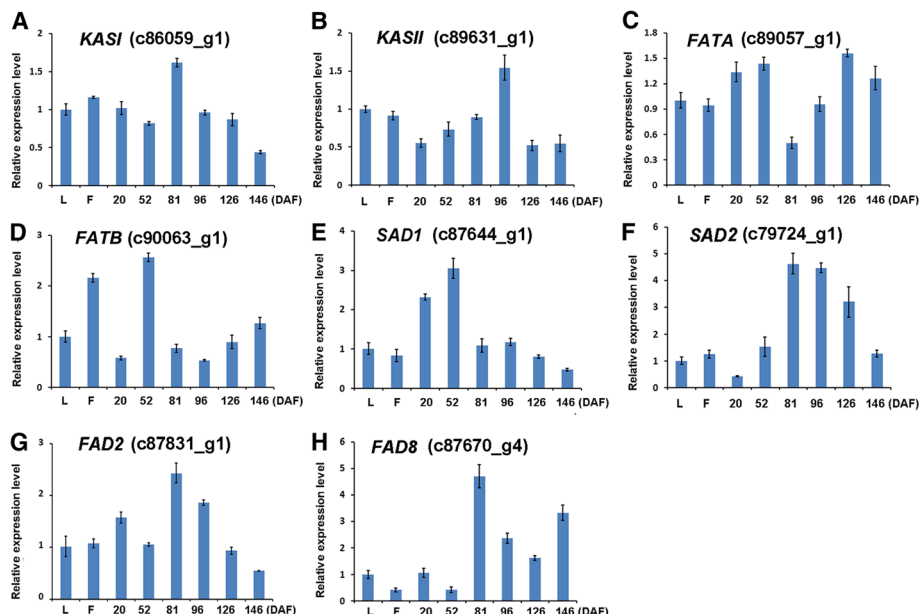 A
KASI (c86059_g1)
Relative expression level
2
1.5
1
0.5
0
L F 20 52 81 96 126 146 (DAF)
B
KASII (c89631_g1)
Relative expression level
2
1.5
1
0.5
0
L F 20 52 81 96 126 146 (DAF)
C
FATA (c89057_g1)
Relative expression level
1.8
1.5
1.2
0.9
0.6
0.3
0
L F 20 52 81 96 126 146 (DAF)
D
FATB (c90063_g1)
Relative expression level
3
2
1
0
L F 20 52 81 96 126 146 (DAF)
E
SAD1 (c87644_g1)
Relative expression level
4
3
2
1
0
L F 20 52 81 96 126 146 (DAF)
F
SAD2 (c79724_g1)
Relative expression level
6
5
4
3
2
1
0
L F 20 52 81 96 126 146 (DAF)
G
FAD2 (c87831_g1)
Relative expression level
3
2
1
0
L F 20 52 81 96 126 146 (DAF)
H
FAD8 (c87670_g4)
Relative expression level
6
5
4
3
2
1
0
L F 20 52 81 96 126 146 (DAF)